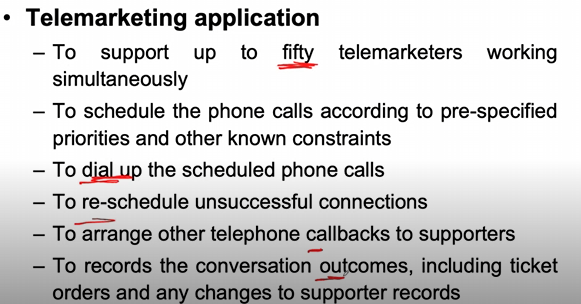 • Telemarketing application
– To support up to fifty telemarketers working
simultaneously
– To schedule the phone calls according to pre-specified
priorities and other known constraints
– To dial up the scheduled phone calls
– To re-schedule unsuccessful connections
– To arrange other telephone callbacks to supporters
– To records the conversation outcomes, including ticket
orders and any changes to supporter records